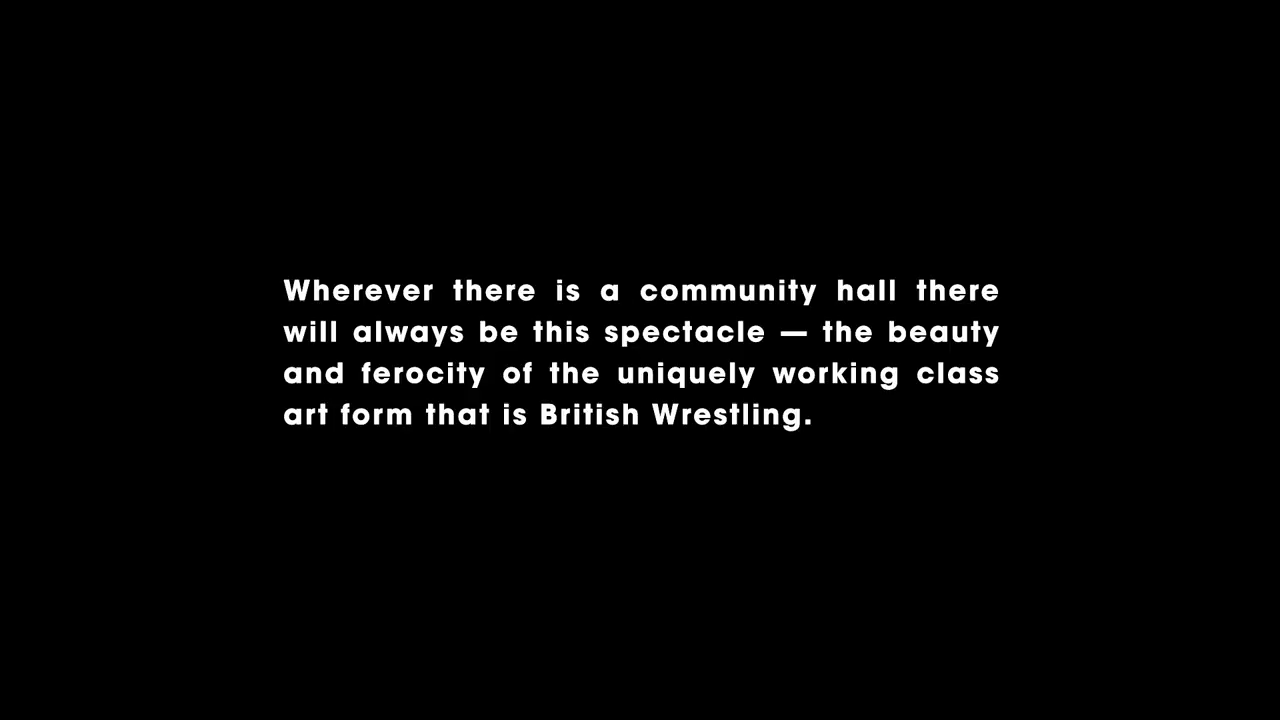 Wherever there is a community hall there
will always be this spectacle — the beauty
and ferocity of the uniquely working class
art form that is British Wrestling.